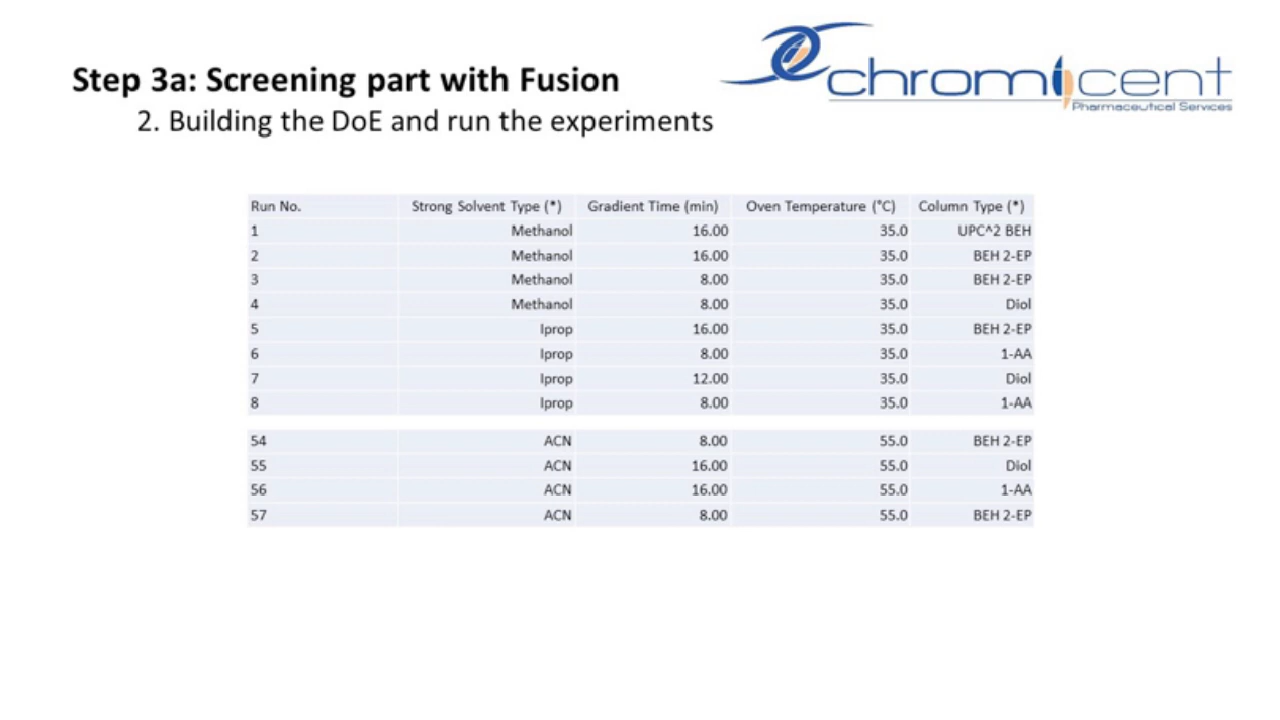 Step 3a: Screening part with Fusion
2. Building the DoE and run the experiments
chromicent
Pharmaceutical Services
Run No. Strong Solvent Type (*) Gradient Time (min) Oven Temperature (°C) Column Type (*)
1 Methanol 16.00 35.0 UPC^2 BEH
2 Methanol 16.00 35.0 BEH 2-EP
3 Methanol 8.00 35.0 BEH 2-EP
4 Methanol 8.00 35.0 Diol
5 Iprop 16.00 35.0 BEH 2-EP
6 Iprop 8.00 35.0 1-AA
7 Iprop 12.00 35.0 Diol
8 Iprop 8.00 35.0 1-AA
54 ACN 8.00 55.0 BEH 2-EP
55 ACN 16.00 55.0 Diol
56 ACN 16.00 55.0 1-AA
57 ACN 8.00 55.0 BEH 2-EP